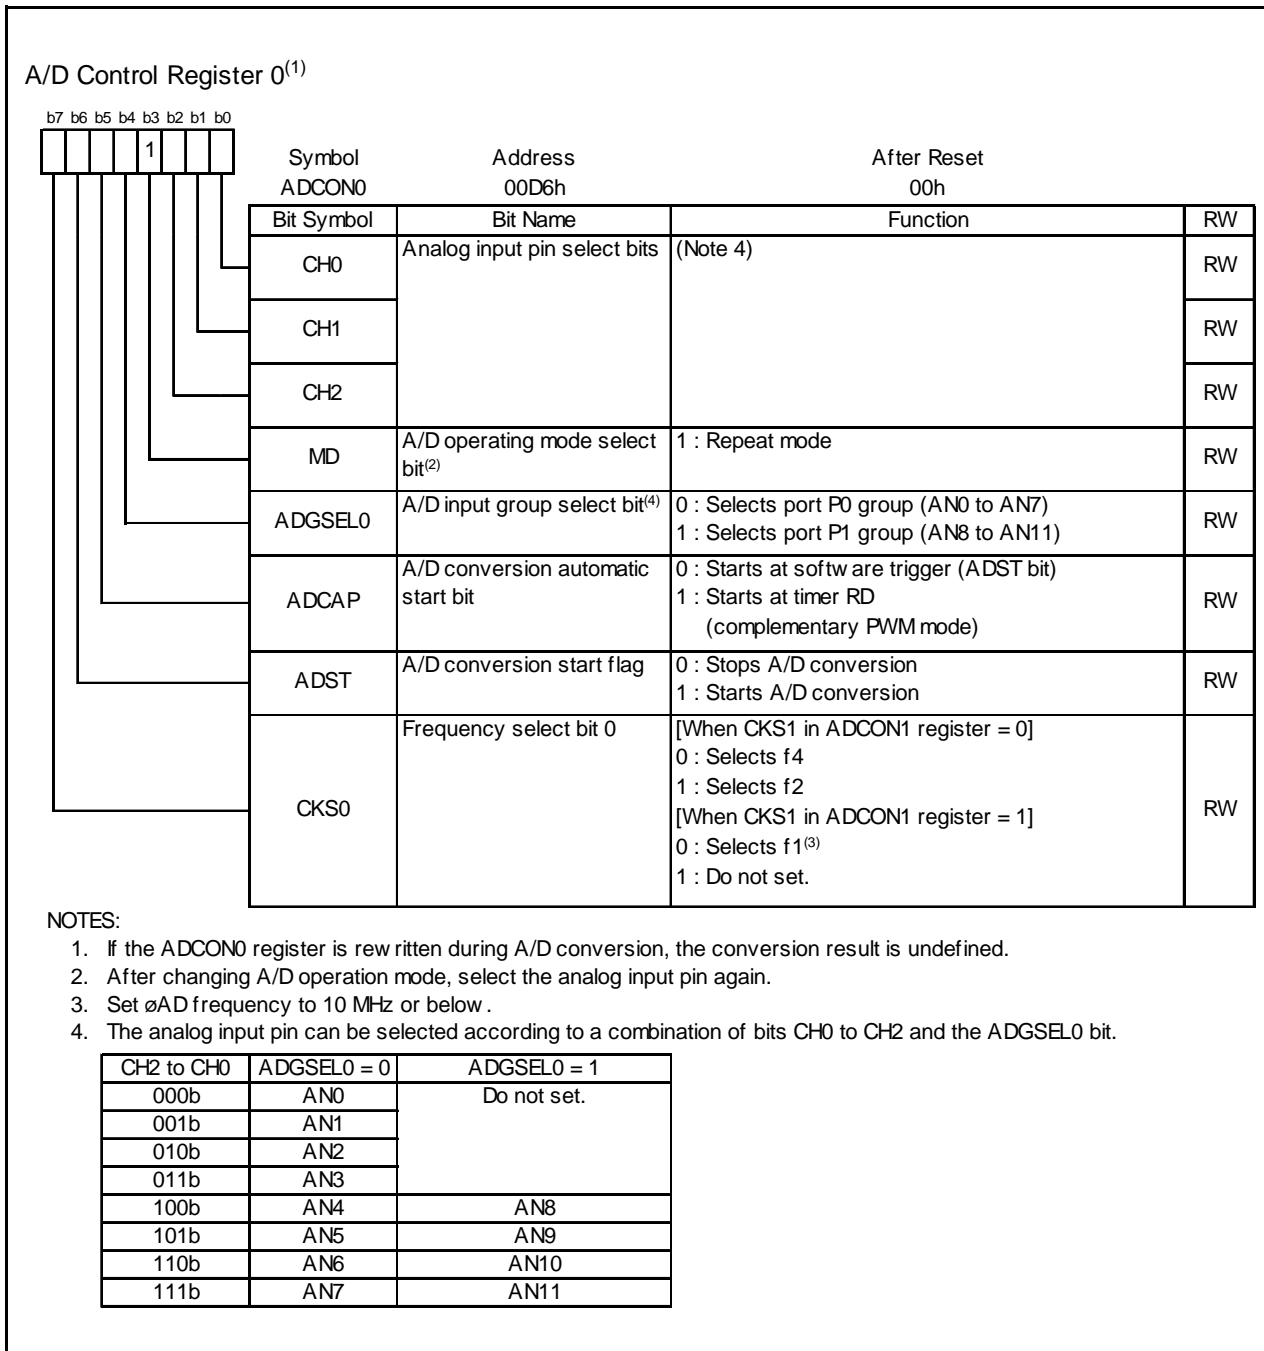 A/D Control Register 0(1)
b7 b6 b5 b4 b3 b2 b1 b0
1
Symbol Address After Reset
ADCON0 00D6h 00h
Bit Symbol Bit Name Function RW
CH0 Analog input pin select bits (Note 4) RW
CH1 RW
CH2 RW
MD A/D operating mode select bit(2) 1 : Repeat mode RW
ADGSEL0 A/D input group select bit(4) 0 : Selects port P0 group (AN0 to AN7)
1 : Selects port P1 group (AN8 to AN11) RW
ADCAP A/D conversion automatic start bit 0 : Starts at software trigger (ADST bit)
1 : Starts at timer RD
(complementary PWM mode) RW
ADST A/D conversion start flag 0 : Stops A/D conversion
1 : Starts A/D conversion RW
CKS0 Frequency select bit 0 [When CKS1 in ADCON1 register = 0]
0 : Selects f4
1 : Selects f2
[When CKS1 in ADCON1 register = 1]
0 : Selects f1(3)
1 : Do not set. RW
NOTES:
1. If the ADCON0 register is rewritten during A/D conversion, the conversion result is undefined.
2. After changing A/D operation mode, select the analog input pin again.
3. Set øAD frequency to 10 MHz or below.
4. The analog input pin can be selected according to a combination of bits CH0 to CH2 and the ADGSEL0 bit.
CH2 to CH0 ADGSEL0 = 0 ADGSEL0 = 1
000b AN0 Do not set.
001b AN1
010b AN2
011b AN3
100b AN4 AN8
101b AN5 AN9
110b AN6 AN10
111b AN7 AN11